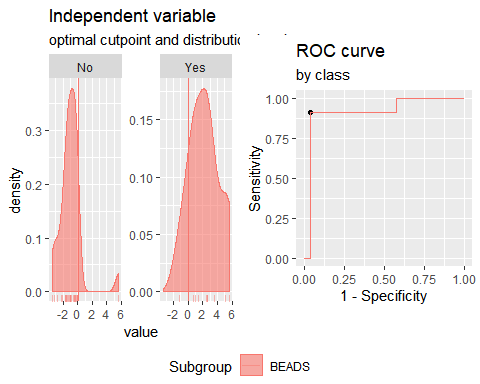 Independent variable
optimal cutpoint and distributio
No
Yes
density
0.3
0.2
0.1
0.0
0.15
0.10
0.05
0.00
-2 0 2 4 6
-2 0 2 4 6
value
ROC curve
by class
Sensitivity
1.00
0.75
0.50
0.25
0.00
0.00 0.25 0.50 0.75 1.00
1 - Specificity
Subgroup BEADS